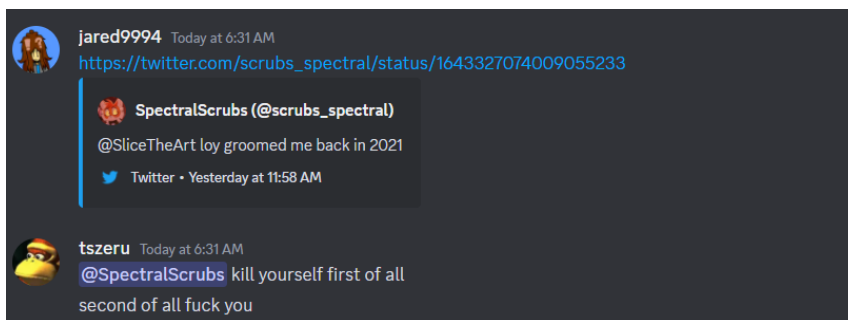 jared9994 Today at 6:31 AM
https://twitter.com/scrubs_spectral/status/1643327074009055233
SpectralScrubs (@scrubs_spectral)
@SliceTheArt loy groomed me back in 2021
Twitter • Yesterday at 11:58 AM
tszeru Today at 6:31 AM
@SpectralScrubs kill yourself first of all
second of all fuck you